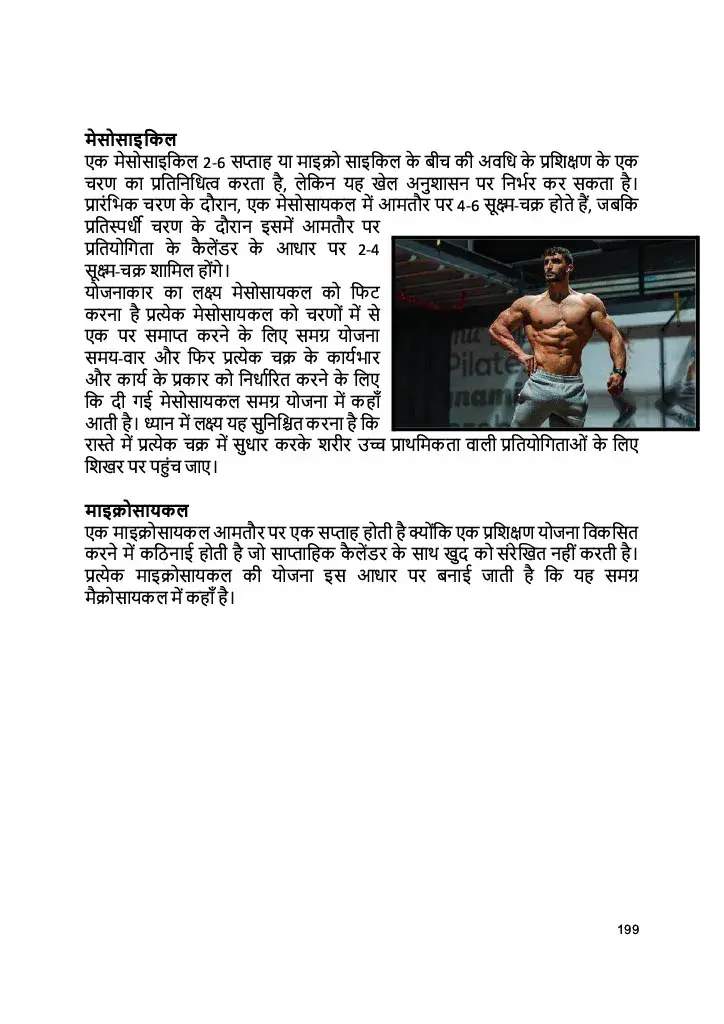 मेसोसाइकिल
एक मेसोसाइकिल 2-6 सप्ताह या माइक्रो साइकिल के बीच की अवधि के प्रशिक्षण के एक
चरण का प्रतिनिधित्व करता है, लेकिन यह खेल अनुशासन पर निर्भर कर सकता है।
प्रारंभिक चरण के दौरान, एक मेसोसायकल में आमतौर पर 4-6 सूक्ष्म-चक्र होते हैं, जबकि
प्रतिस्पर्धी चरण के दौरान इसमें आमतौर पर
प्रतियोगिता के कैलेंडर के आधार पर 2-4
सूक्ष्म-चक्र शामिल होंगे।
योजनाकार का लक्ष्य मेसोसायकल को फिट
करना है प्रत्येक मेसोसायकल को चरणों में से
एक पर समाप्त करने के लिए समग्र योजना
समय-वार और फिर प्रत्येक चक्र के कार्यभार
और कार्य के प्रकार को निर्धारित करने के लिए
कि दी गई मेसोसायकल समग्र योजना में कहाँ
आती है। ध्यान में लक्ष्य यह सुनिश्चित करना है कि
रास्ते में प्रत्येक चक्र में सुधार करके शरीर उच्च प्राथमिकता वाली प्रतियोगिताओं के लिए
शिखर पर पहुंच जाए।
माइक्रोसायकल
एक माइक्रोसायकल आमतौर पर एक सप्ताह होती है क्योंकि एक प्रशिक्षण योजना विकसित
करने में कठिनाई होती है जो साप्ताहिक कैलेंडर के साथ खुद को संरेखित नहीं करती है।
प्रत्येक माइक्रोसायकल की योजना इस आधार पर बनाई जाती है कि यह समग्र
मैक्रोसायकल में कहाँ है।
Pilates
199